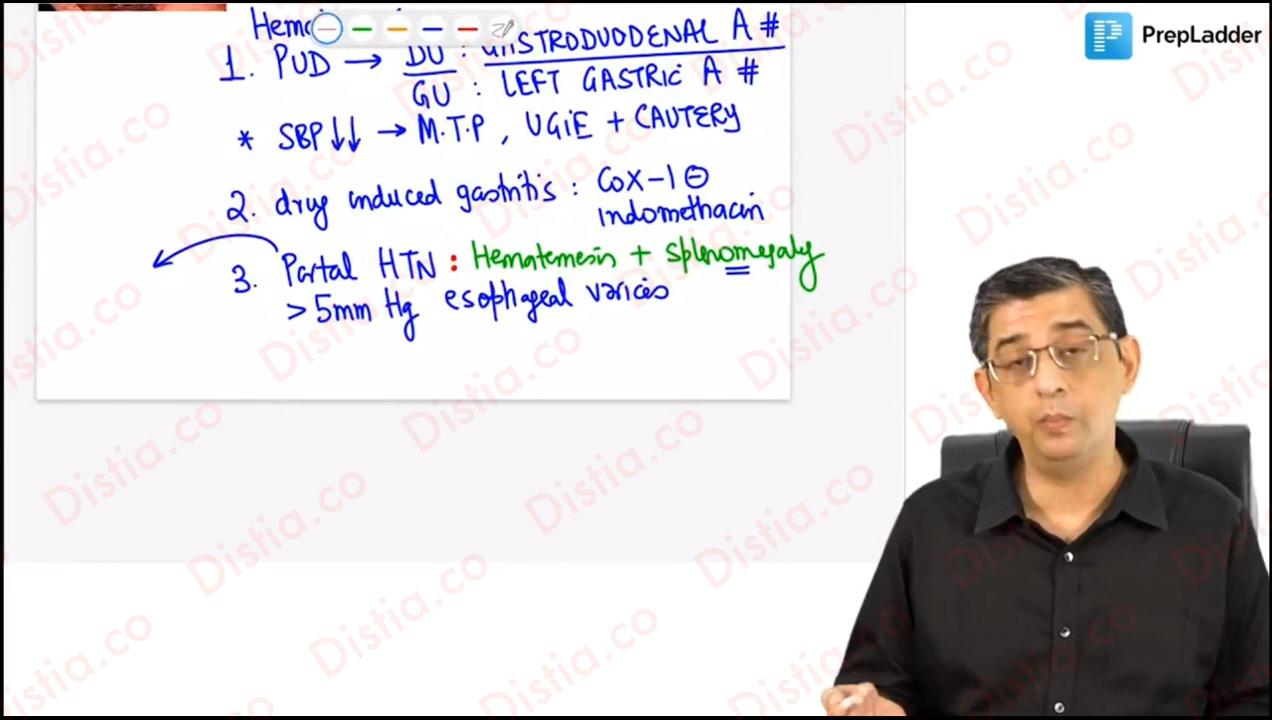 PrepLadder
1. PUD → DU : GASTRODUODENAL A #
GU : LEFT GASTRIC A #
* SBP↓↓ → M.T.P, UGiE + CAUTERY
2. drug induced gastritis : COX-1 ⊖
indomethacin
3. Portal HTN : Hematemesis + Splenomegaly
>5mm Hg esophageal varices
Distia.co